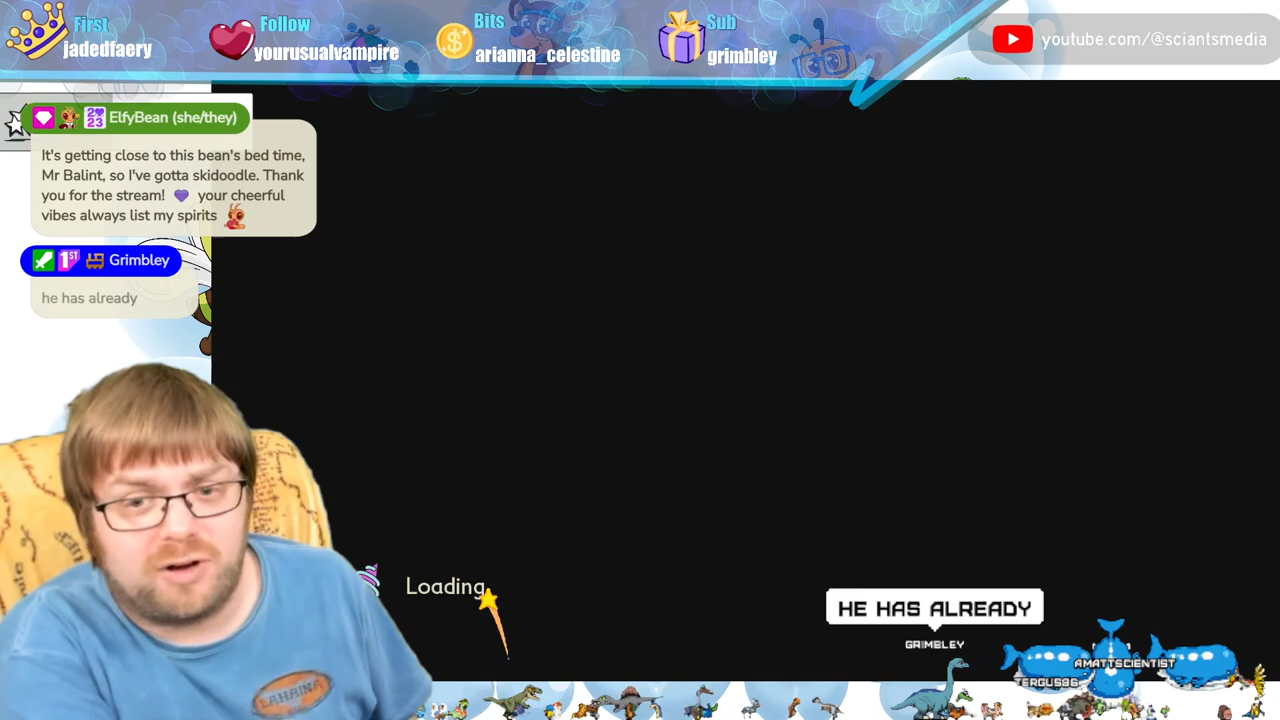 First
jadedfaery
Follow
yourusualvampire
Bits
arianna_celestine
Sub
grimbley
youtube.com/@sciantsmedia
ElfyBean (she/they)
It's getting close to this bean's bed time,
Mr Balint, so I've gotta skidoodle. Thank
you for the stream! 💜 your cheerful
vibes always list my spirits
1ST Grimbley
he has already
Loading
HE HAS ALREADY
GRIMBLEY
AMATTSCIENTIST
LAHAINA